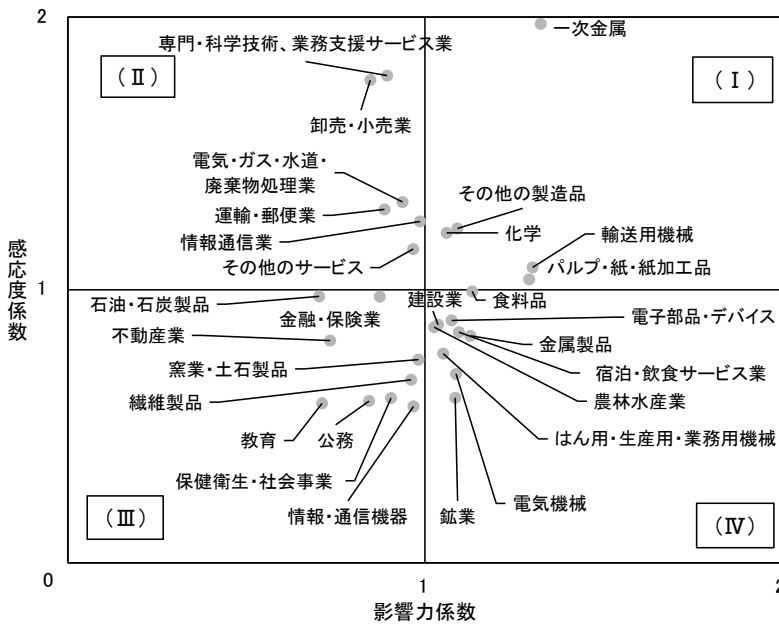 2
専門・科学技術、業務支援サービス業
一次金属
(Ⅱ)
(Ⅰ)
卸売・小売業
電気・ガス・水道・
廃棄物処理業
その他の製造品
運輸・郵便業
化学
輸送用機械
情報通信業
その他のサービス
パルプ・紙・紙加工品
感応度係数
1
石油・石炭製品
建設業
食料品
金融・保険業
電子部品・デバイス
不動産業
金属製品
窯業・土石製品
宿泊・飲食サービス業
繊維製品
農林水産業
教育
公務
はん用・生産用・業務用機械
保健衛生・社会事業
電気機械
(Ⅲ)
情報・通信機器
鉱業
(Ⅳ)
0
1
2
影響力係数